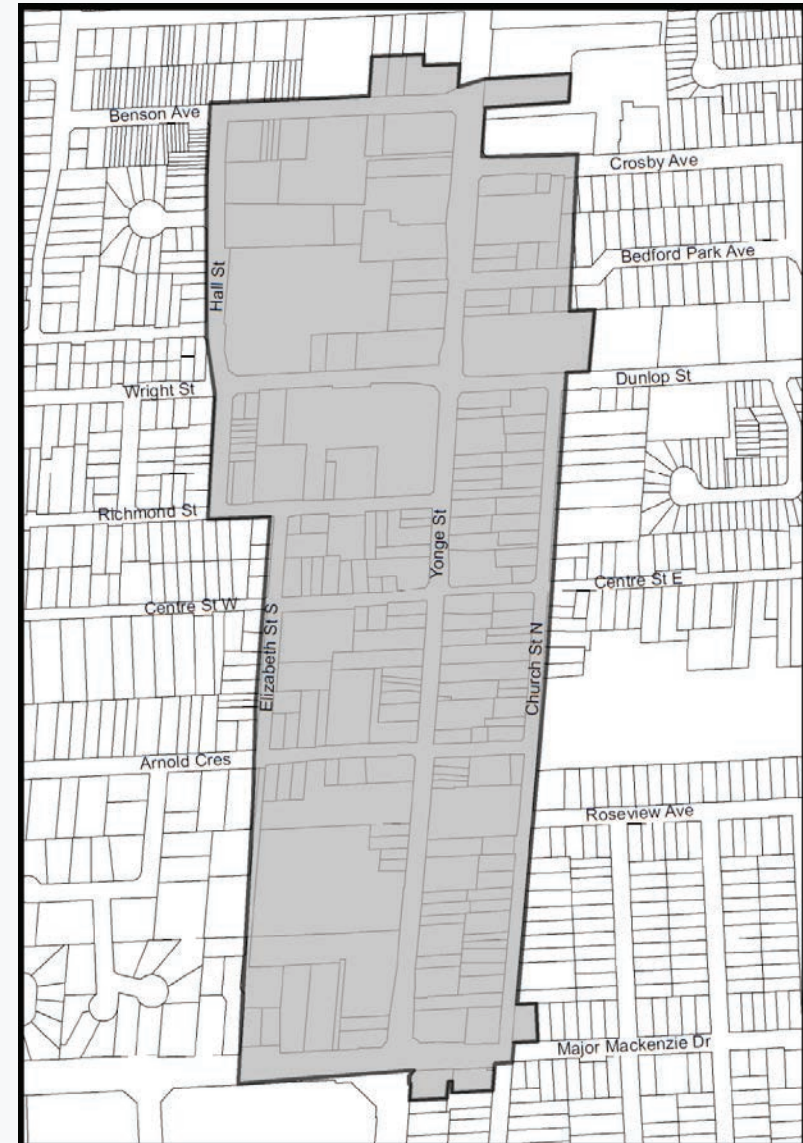 Benson Ave
Crosby Ave
Bedford Park Ave
Hall St
Dunlop St
Wright St
Richmond St
Yonge St
Centre St E
Centre St W
Elizabeth St S
Church St N
Arnold Cres
Roseview Ave
Major Mackenzie Dr